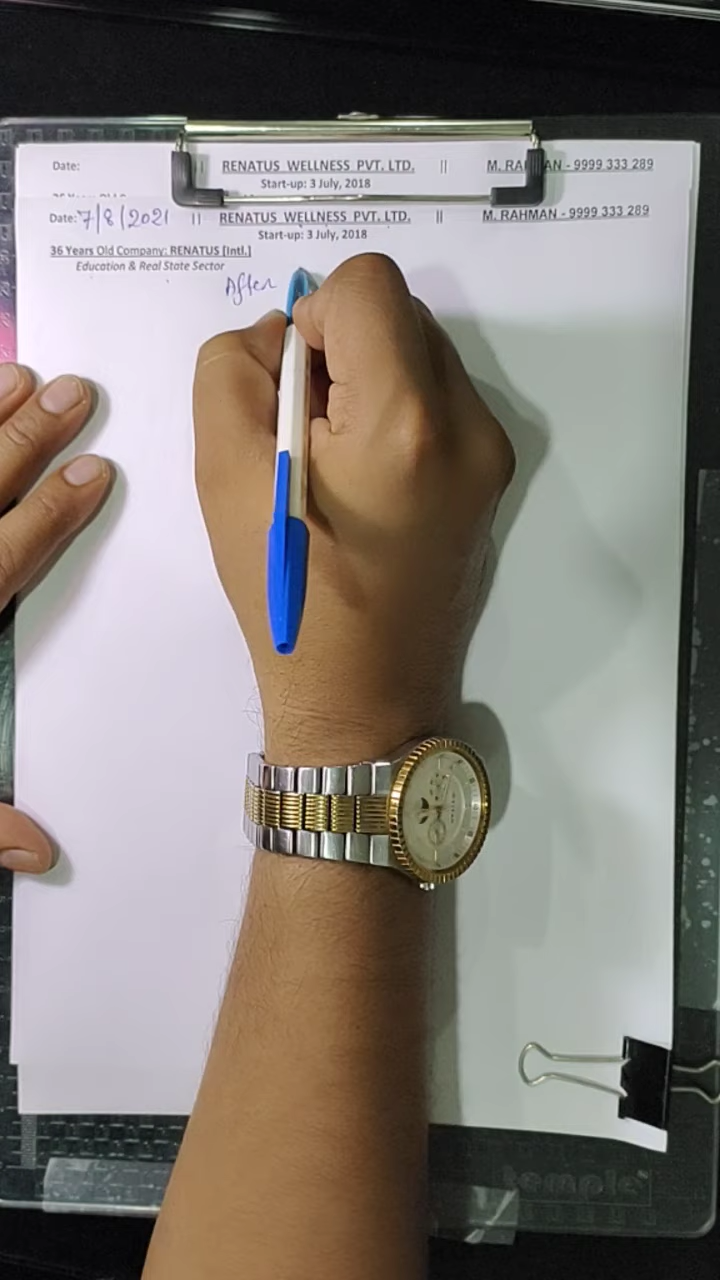 Date: || RENATUS WELLNESS PVT. LTD. || M. RAHMAN - 9999 333 289
Start-up: 3 July, 2018
Date: 7/8/2021 || RENATUS WELLNESS PVT. LTD. || M. RAHMAN - 9999 333 289
Start-up: 3 July, 2018
36 Years Old Company: RENATUS [Intl.]
Education & Real State Sector
After
temple